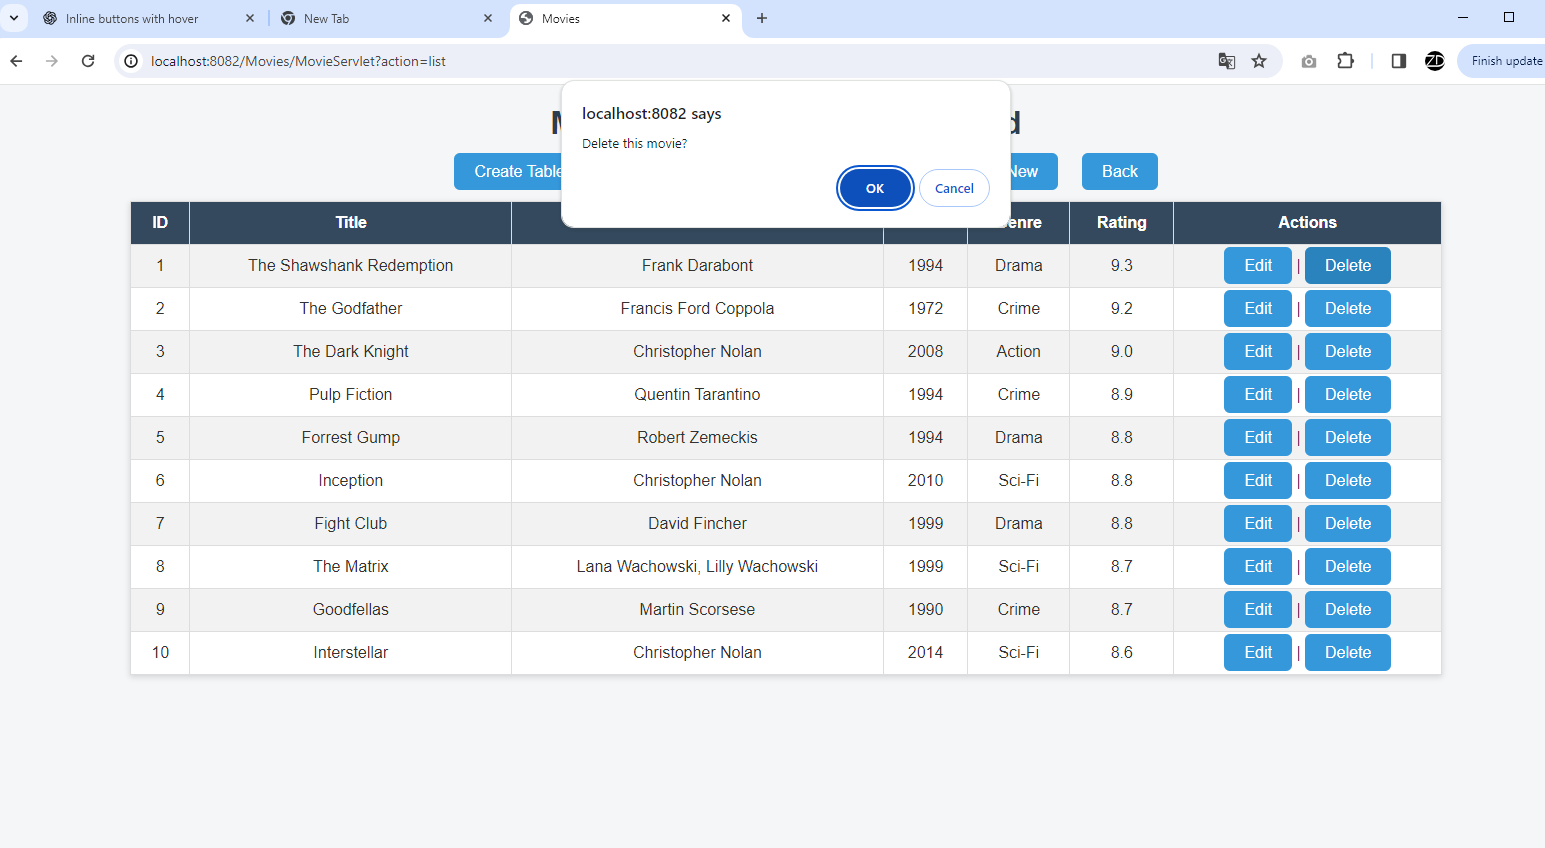 Inline buttons with hover
New Tab
Movies
localhost:8082/Movies/MovieServlet?action=list
Finish update
localhost:8082 says
Delete this movie?
OK Cancel
Create Table New Back
ID Title Rating Actions
1 The Shawshank Redemption Frank Darabont 1994 Drama 9.3 Edit | Delete
2 The Godfather Francis Ford Coppola 1972 Crime 9.2 Edit | Delete
3 The Dark Knight Christopher Nolan 2008 Action 9.0 Edit | Delete
4 Pulp Fiction Quentin Tarantino 1994 Crime 8.9 Edit | Delete
5 Forrest Gump Robert Zemeckis 1994 Drama 8.8 Edit | Delete
6 Inception Christopher Nolan 2010 Sci-Fi 8.8 Edit | Delete
7 Fight Club David Fincher 1999 Drama 8.8 Edit | Delete
8 The Matrix Lana Wachowski, Lilly Wachowski 1999 Sci-Fi 8.7 Edit | Delete
9 Goodfellas Martin Scorsese 1990 Crime 8.7 Edit | Delete
10 Interstellar Christopher Nolan 2014 Sci-Fi 8.6 Edit | Delete